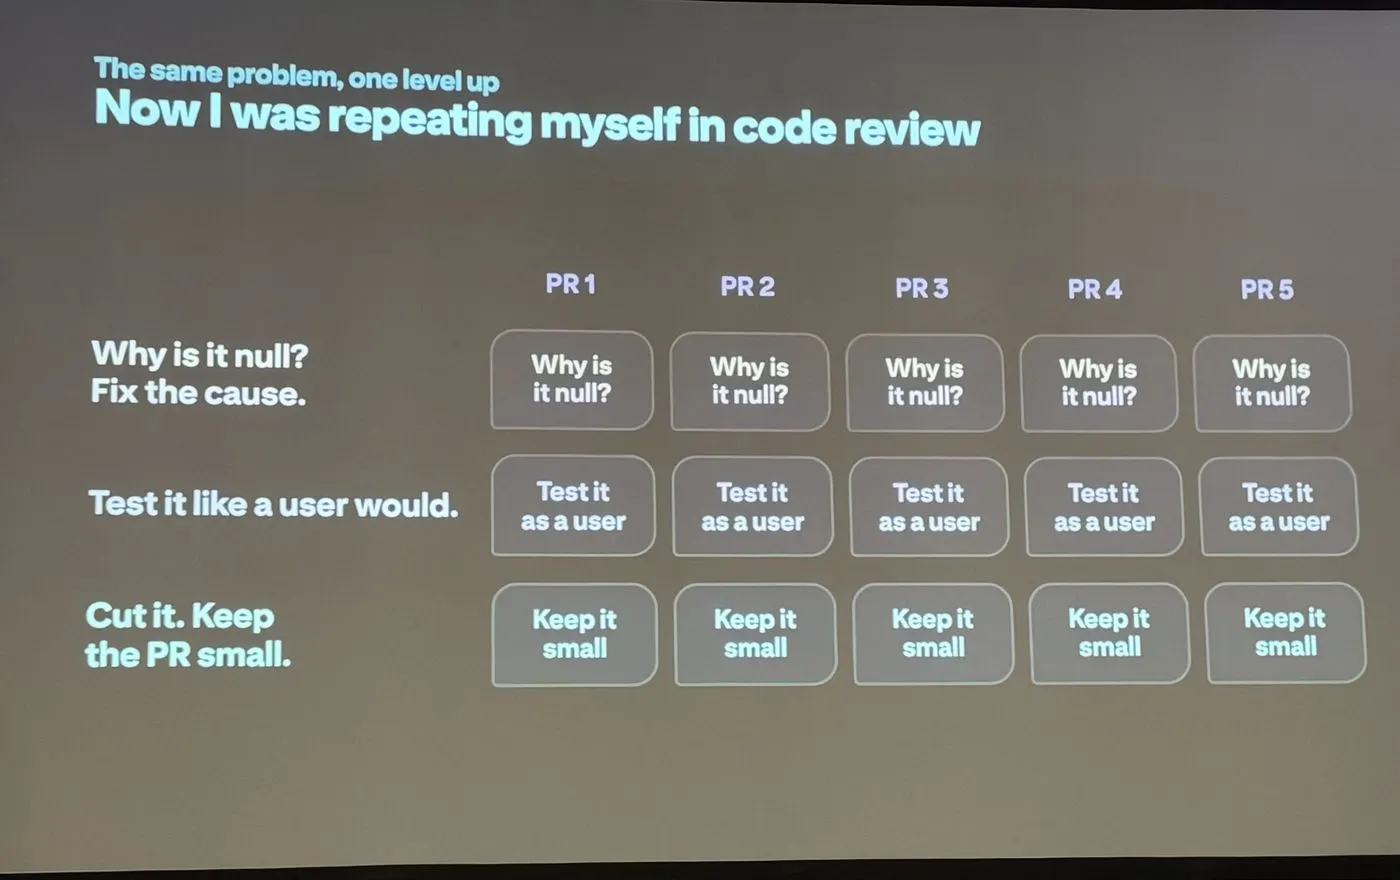 The same problem, one level up
Now I was repeating myself in code review
PR 1
PR 2
PR 3
PR 4
PR 5
Why is it null?
Fix the cause.
Why is
it null?
Why is
it null?
Why is
it null?
Why is
it null?
Why is
it null?
Test it like a user would.
Test it
as a user
Test it
as a user
Test it
as a user
Test it
as a user
Test it
as a user
Cut it. Keep
the PR small.
Keep it
small
Keep it
small
Keep it
small
Keep it
small
Keep it
small